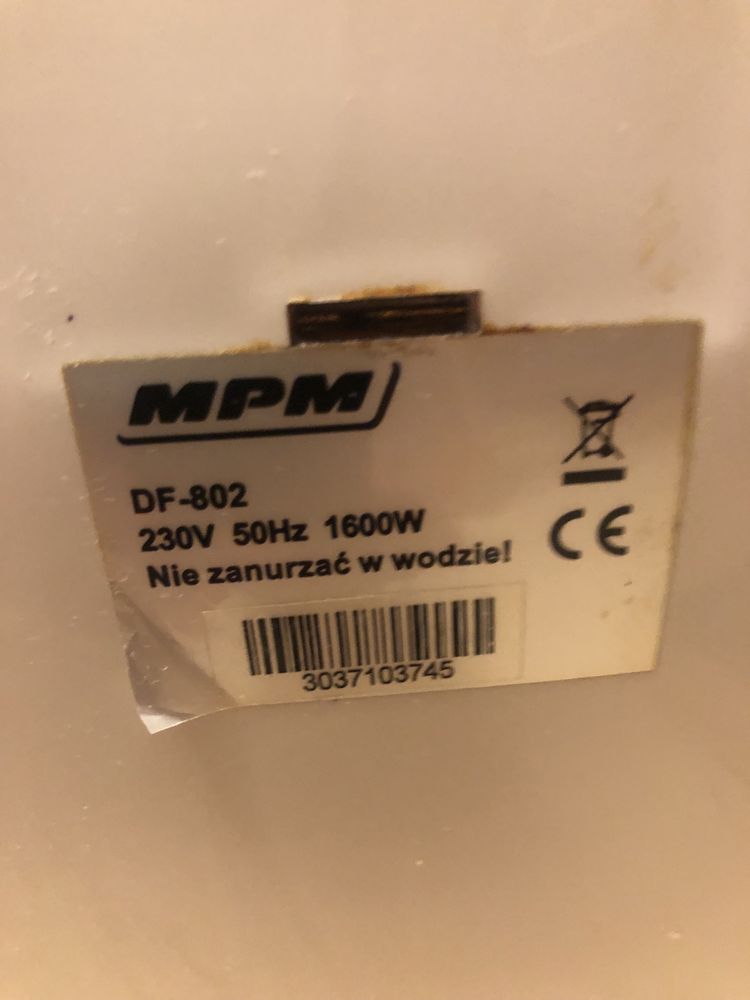 MPM
DF-802
230V 50Hz 1600W
Nie zanurzać w wodzie!
CE
3037103745